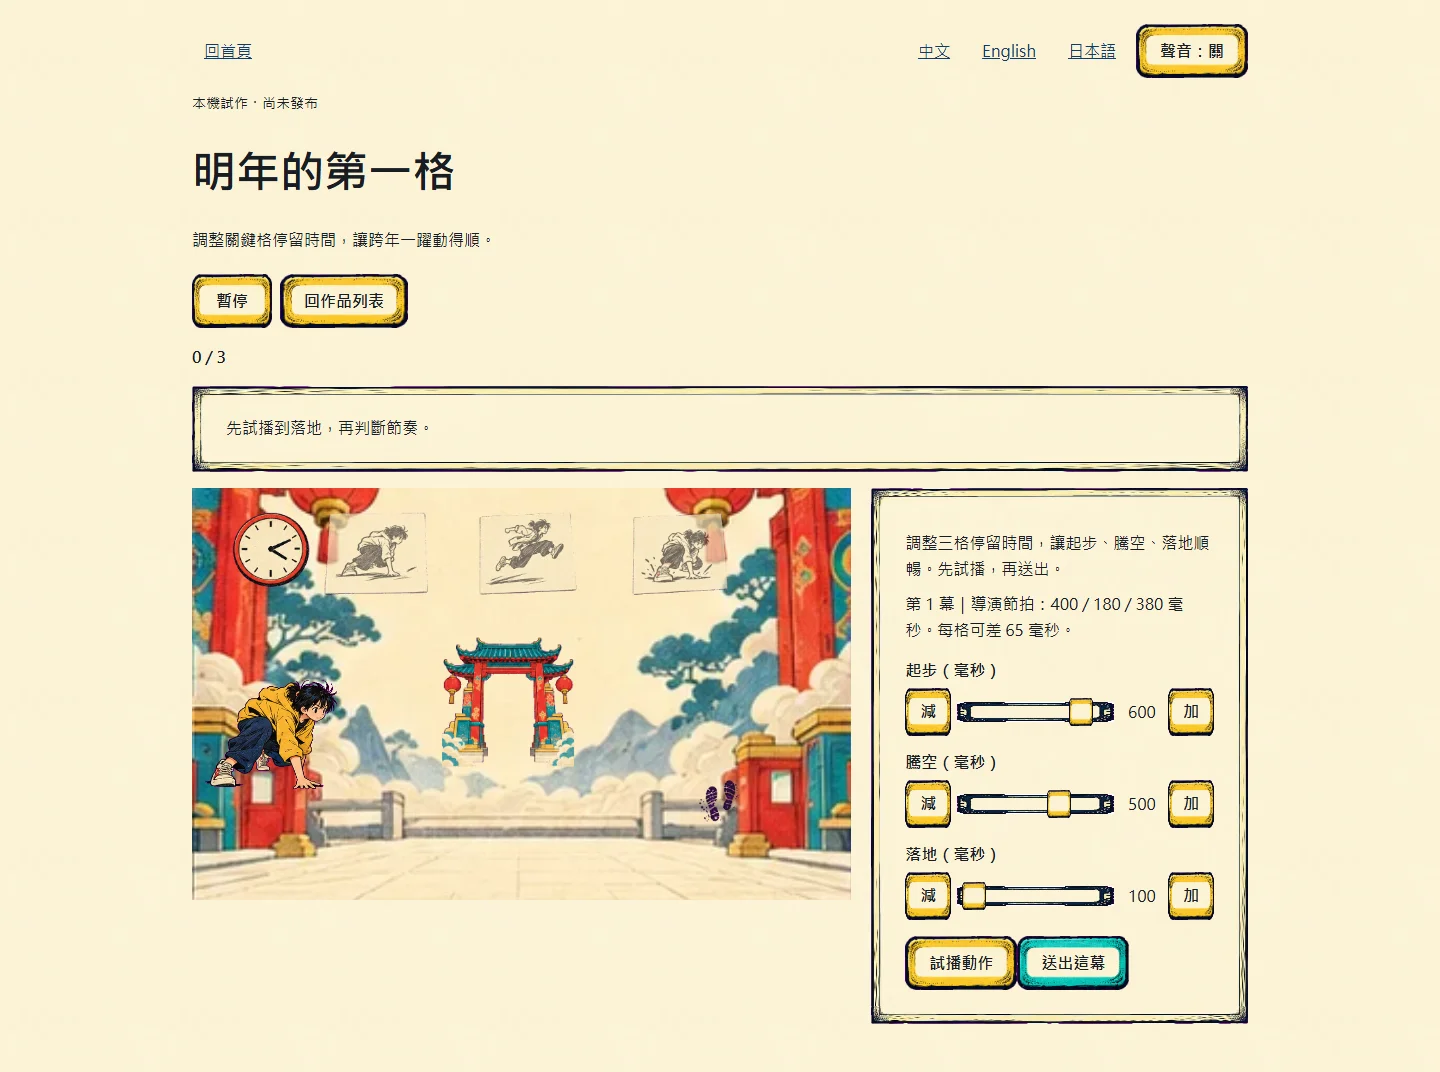 回首頁
中文 English 日本語 聲音：關
本機試作・尚未發布
明年的第一格
調整關鍵格停留時間，讓跨年一躍動得順。
暫停 回作品列表
0 / 3
先試播到落地，再判斷節奏。
調整三格停留時間，讓起步、騰空、落地順
暢。先試播，再送出。
第 1 幕｜導演節拍：400 / 180 / 380 毫
秒。每格可差 65 毫秒。
起步（毫秒）
減 600 加
騰空（毫秒）
減 500 加
落地（毫秒）
減 100 加
試播動作 送出這幕